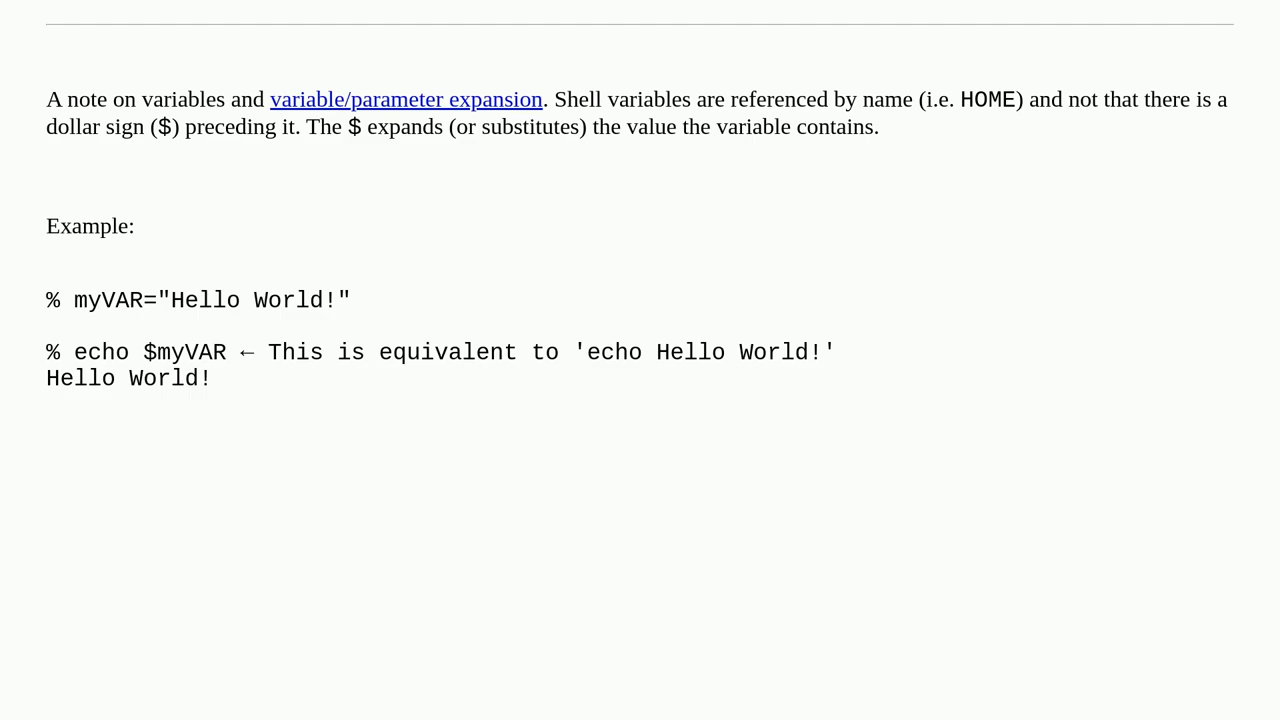 A note on variables and variable/parameter expansion. Shell variables are referenced by name (i.e. HOME) and not that there is a
dollar sign ($) preceding it. The $ expands (or substitutes) the value the variable contains.
Example:
% myVAR="Hello World!"
% echo $myVAR ← This is equivalent to 'echo Hello World!'
Hello World!